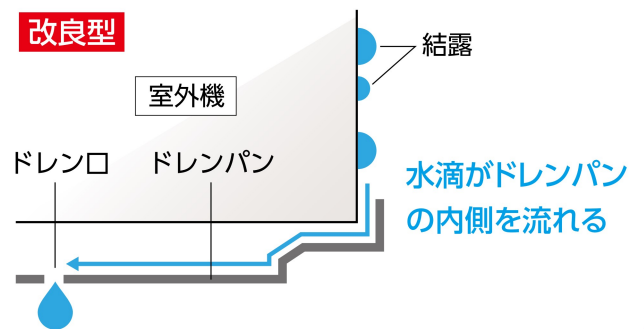 改良型
結露
室外機
ドレン口
ドレンパン
水滴がドレンパン
の内側を流れる